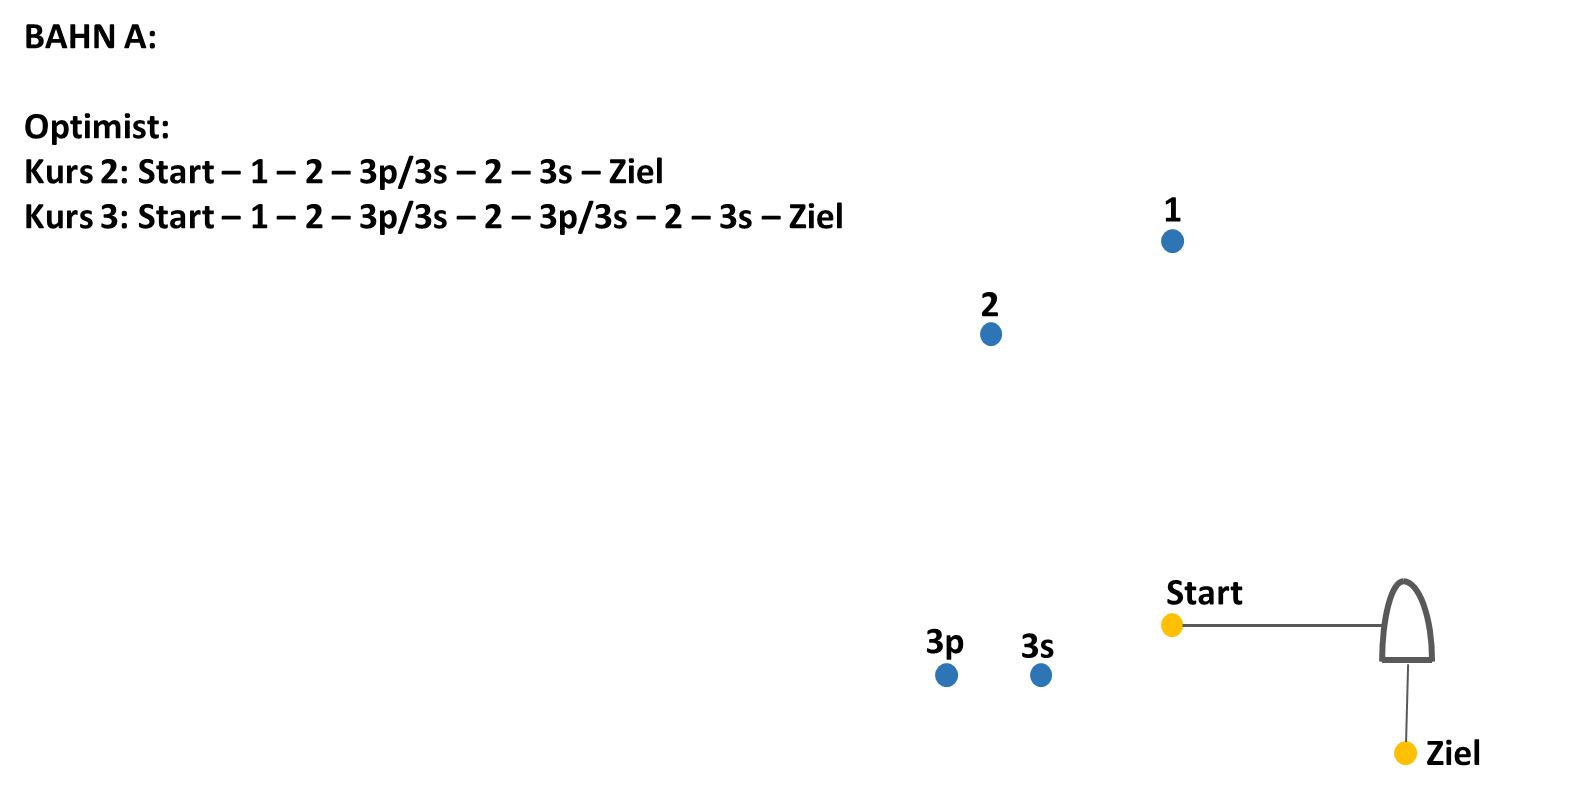 BAHN A:
Optimist:
Kurs 2: Start – 1 – 2 – 3p/3s – 2 – 3s – Ziel
Kurs 3: Start – 1 – 2 – 3p/3s – 2 – 3p/3s – 2 – 3s – Ziel
1
2
Start
3p
3s
Ziel